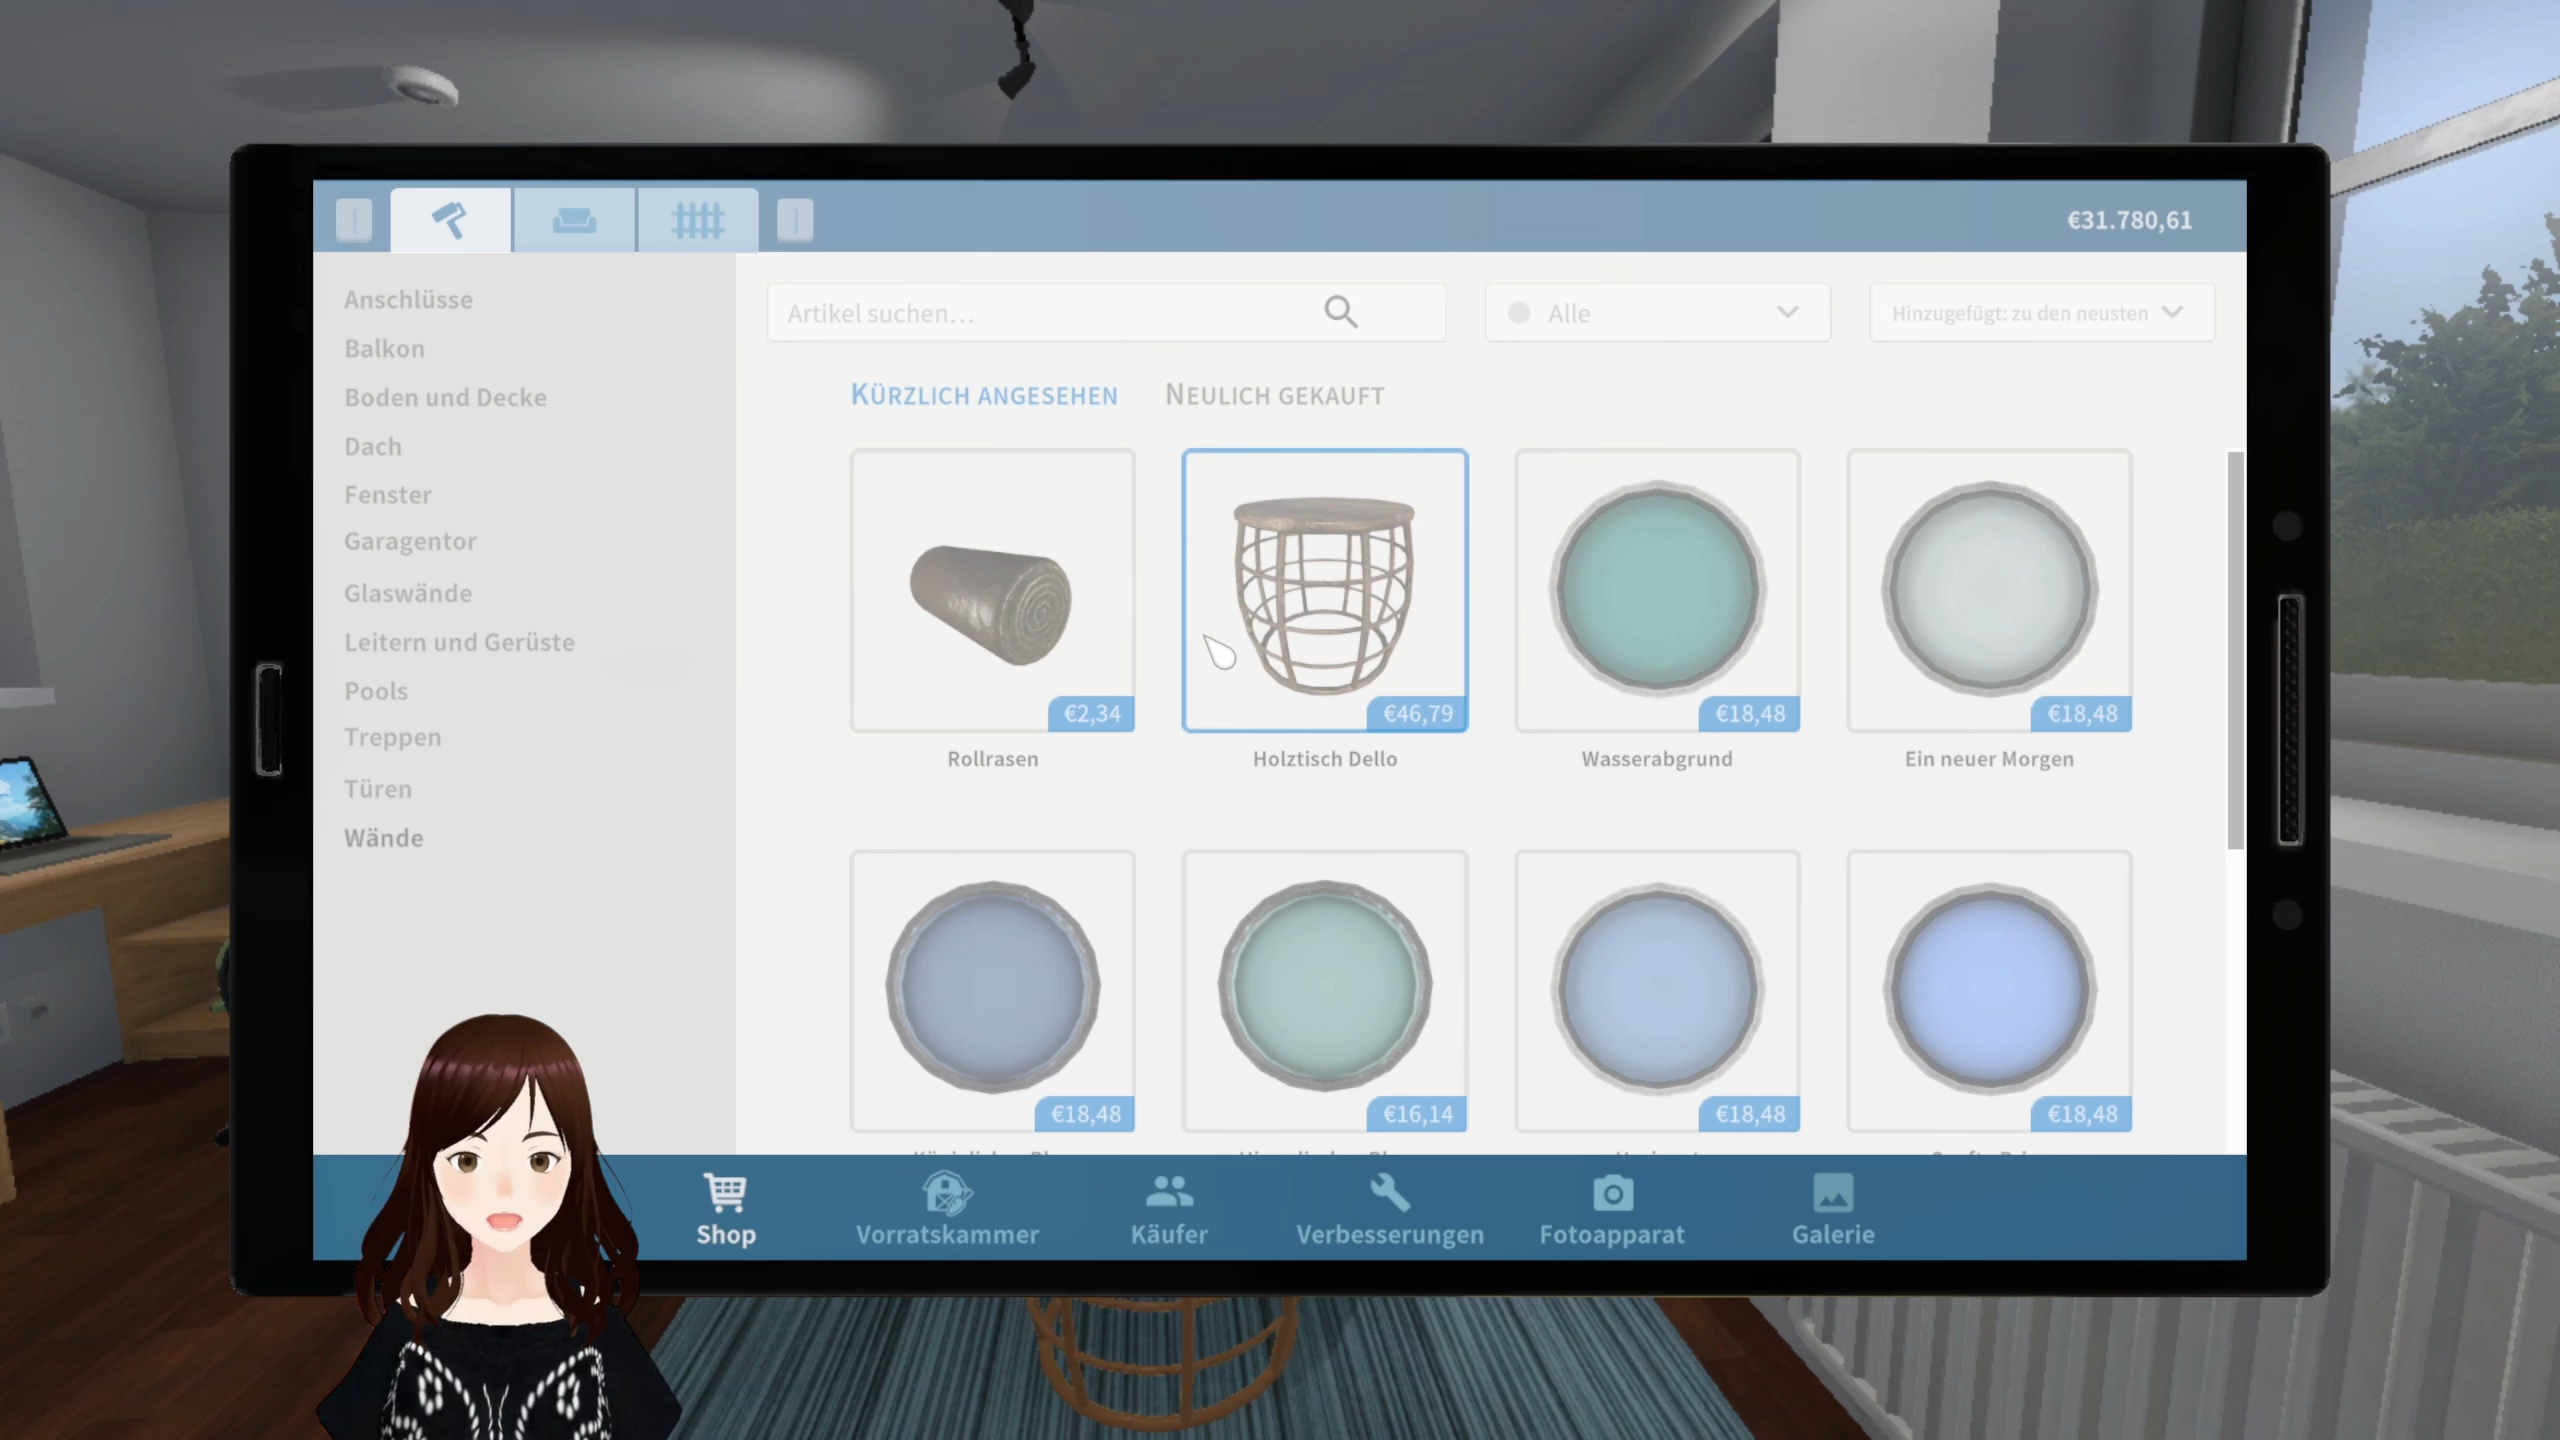 [
]
€31.780,61
Anschlüsse
Balkon
Boden und Decke
Dach
Fenster
Garagentor
Glaswände
Leitern und Gerüste
Pools
Treppen
Türen
Wände
Artikel suchen...
Alle
Hinzugefügt: zu den neusten
KÜRZLICH ANGESEHEN
NEULICH GEKAUFT
€2,34
€46,79
€18,48
€18,48
Rollrasen
Holztisch Dello
Wasserabgrund
Ein neuer Morgen
€18,48
€16,14
€18,48
€18,48
Shop
Vorratskammer
Käufer
Verbesserungen
Fotoapparat
Galerie